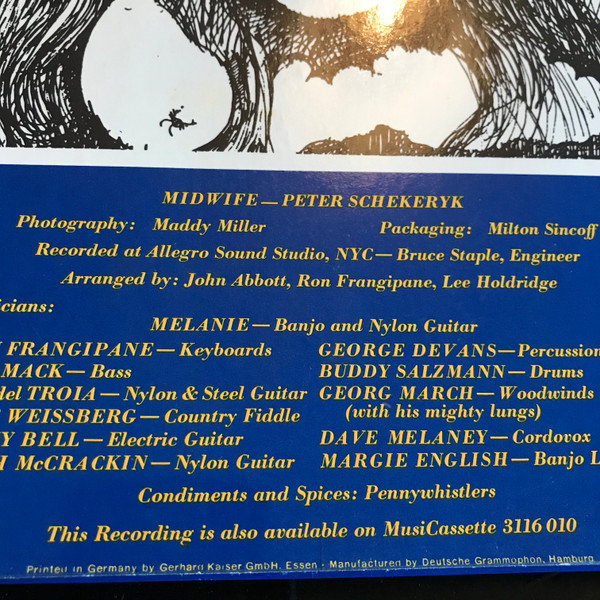 MIDWIFE — PETER SCHEKERYK
Photography: Maddy Miller Packaging: Milton Sincoff
Recorded at Allegro Sound Studio, NYC — Bruce Staple, Engineer
Arranged by: John Abbott, Ron Frangipane, Lee Holdridge
icians:
MELANIE — Banjo and Nylon Guitar
FRANGIPANE — Keyboards GEORGE DEVANS — Percussion
MACK — Bass BUDDY SALZMANN — Drums
del TROIA — Nylon & Steel Guitar GEORG MARCH — Woodwinds
WEISSBERG — Country Fiddle (with his mighty lungs)
Y BELL — Electric Guitar DAVE MELANEY — Cordovox
McCRACKIN — Nylon Guitar MARGIE ENGLISH — Banjo L
Condiments and Spices: Pennywhistlers
This Recording is also available on MusiCassette 3116 010
Printed in Germany by Gerhard Kaiser GmbH, Essen · Manufactured by Deutsche Grammophon, Hamburg